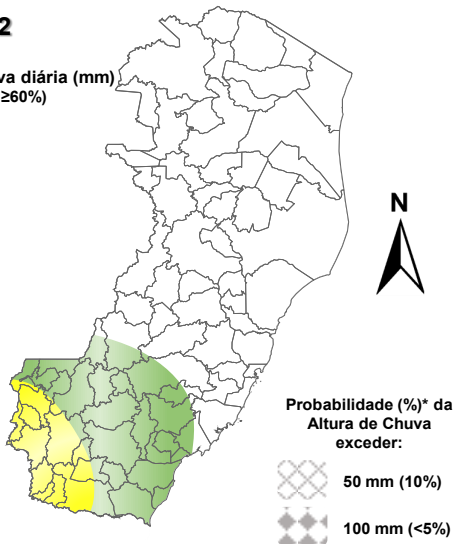 2
va diária (mm)
≥60%)
N
Probabilidade (%)* da
Altura de Chuva
exceder:
50 mm (10%)
100 mm (<5%)